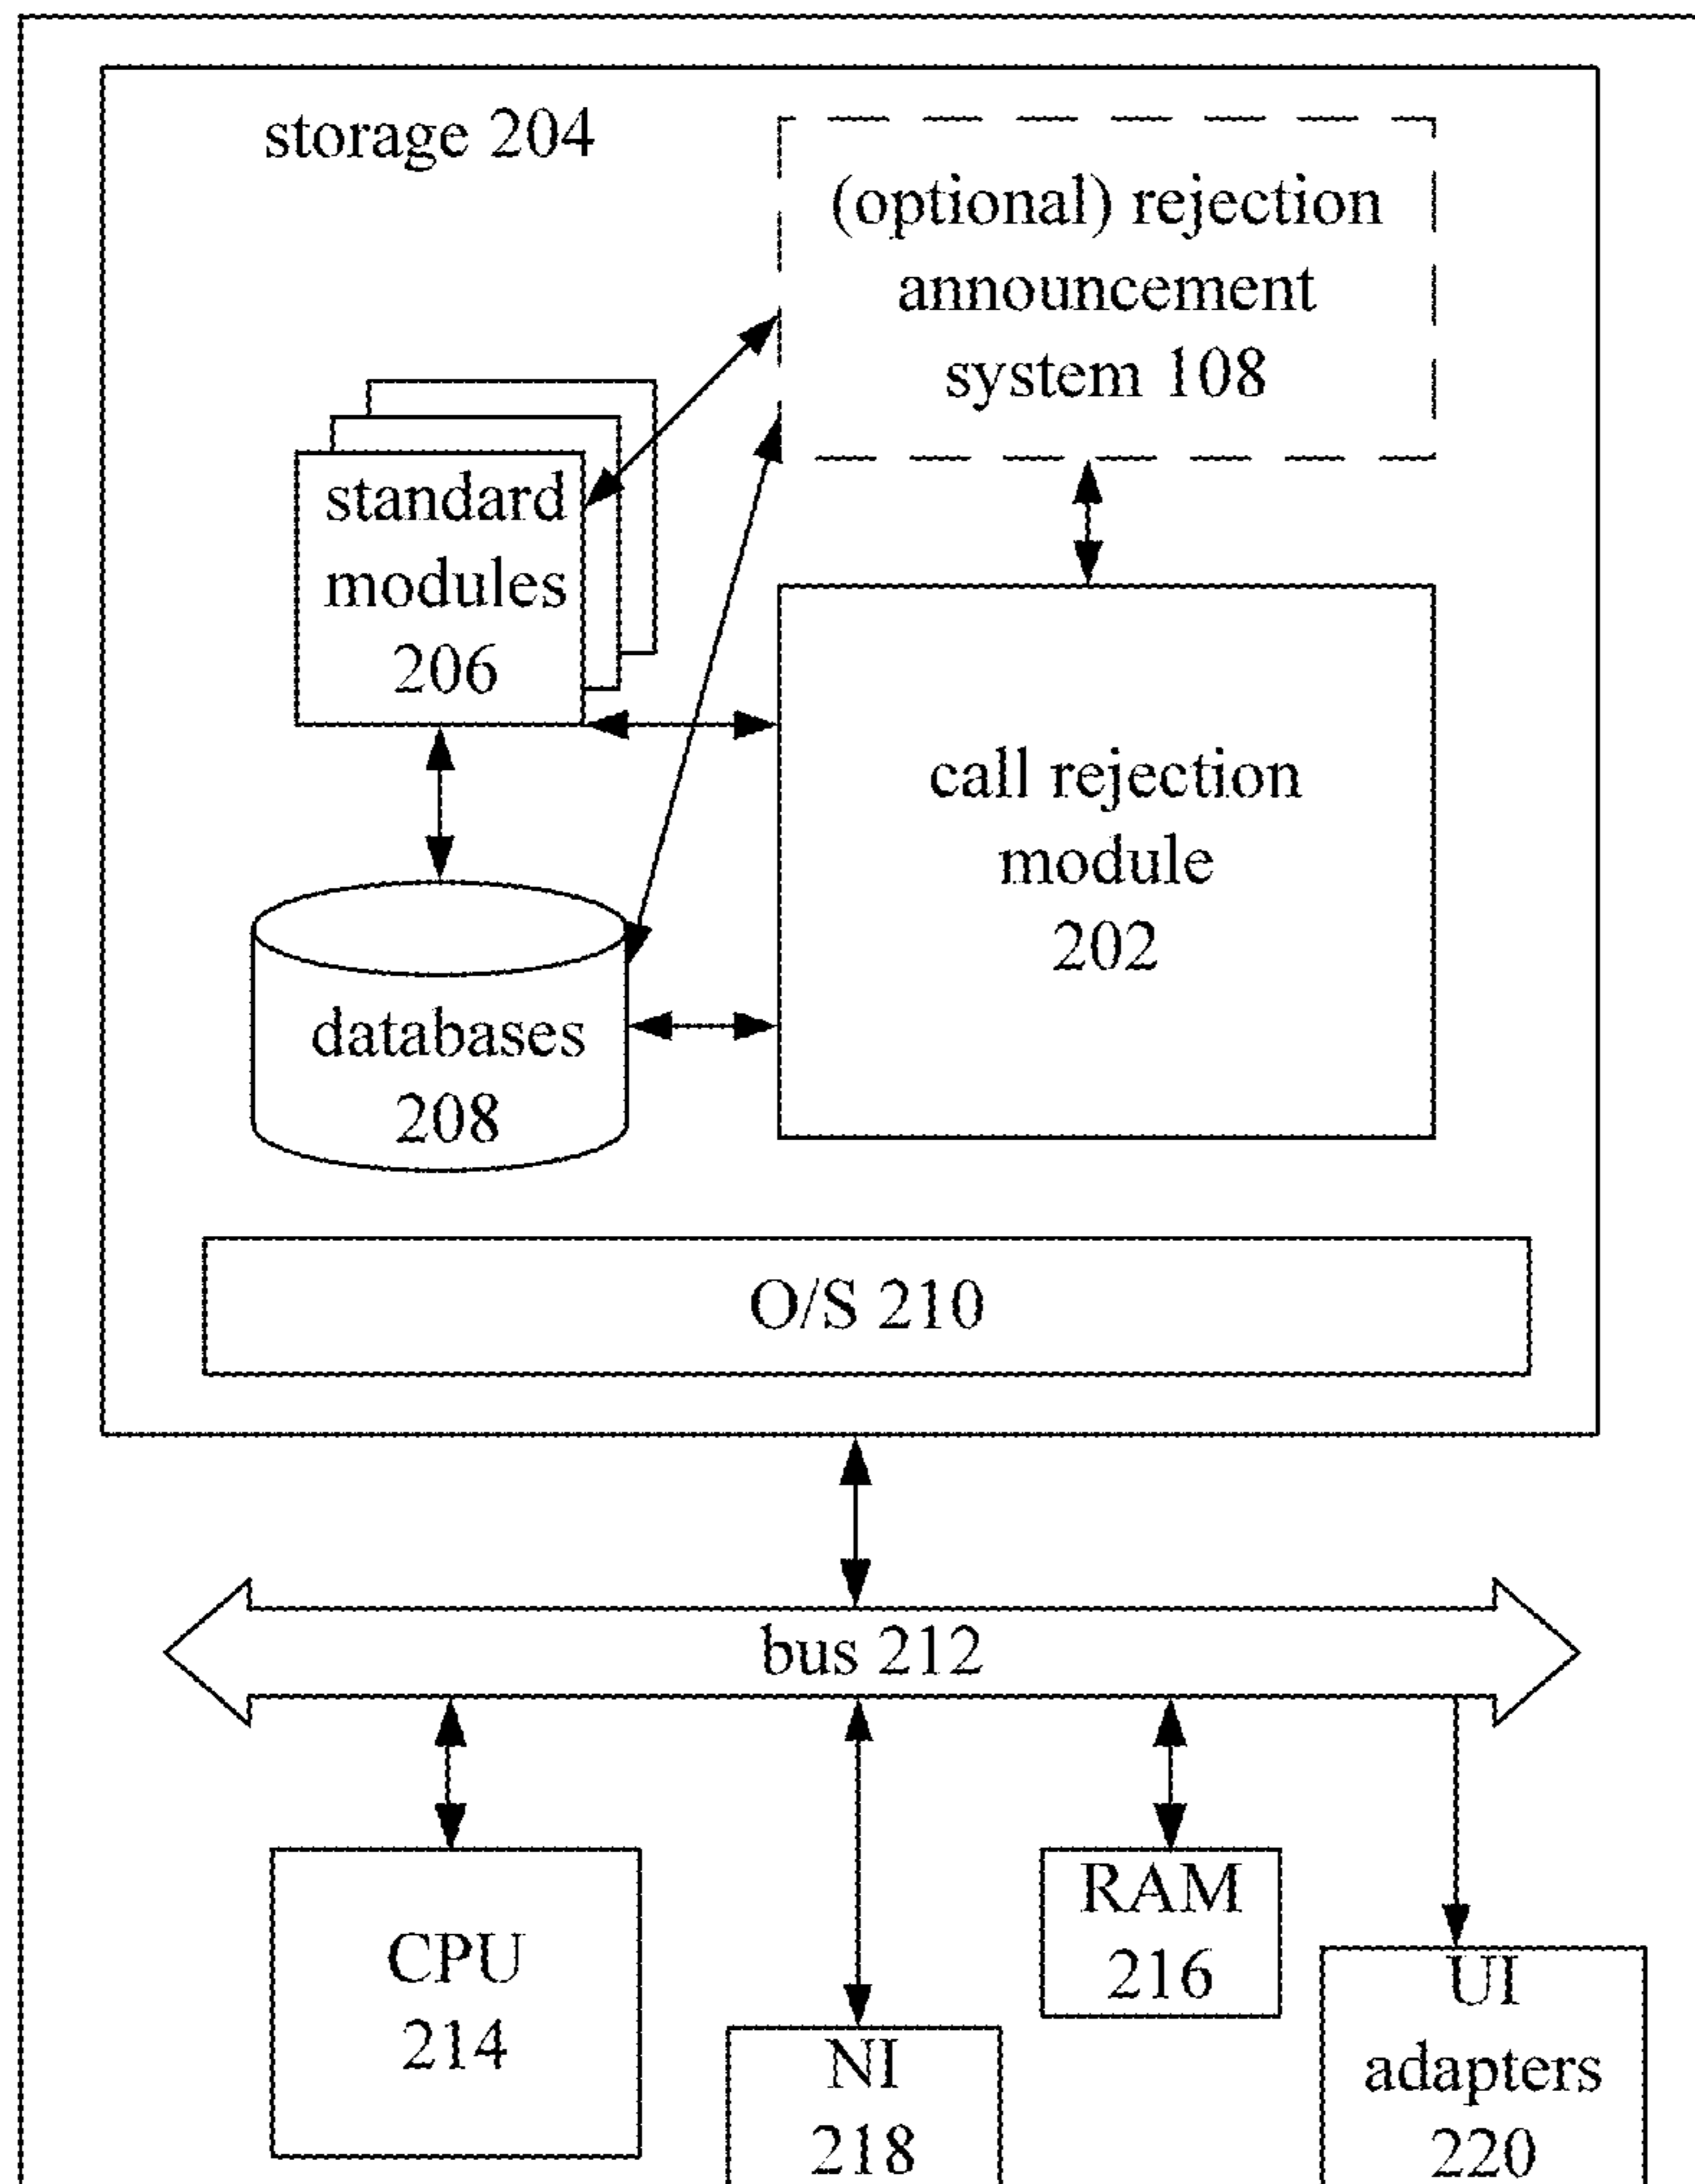 storage 204
(optional) rejection
announcement
system 108
standard
modules
206
call rejection
module
202
databases
208
O/S 210
bus 212
CPU
214
NI
218
RAM
216
UI
adapters
220